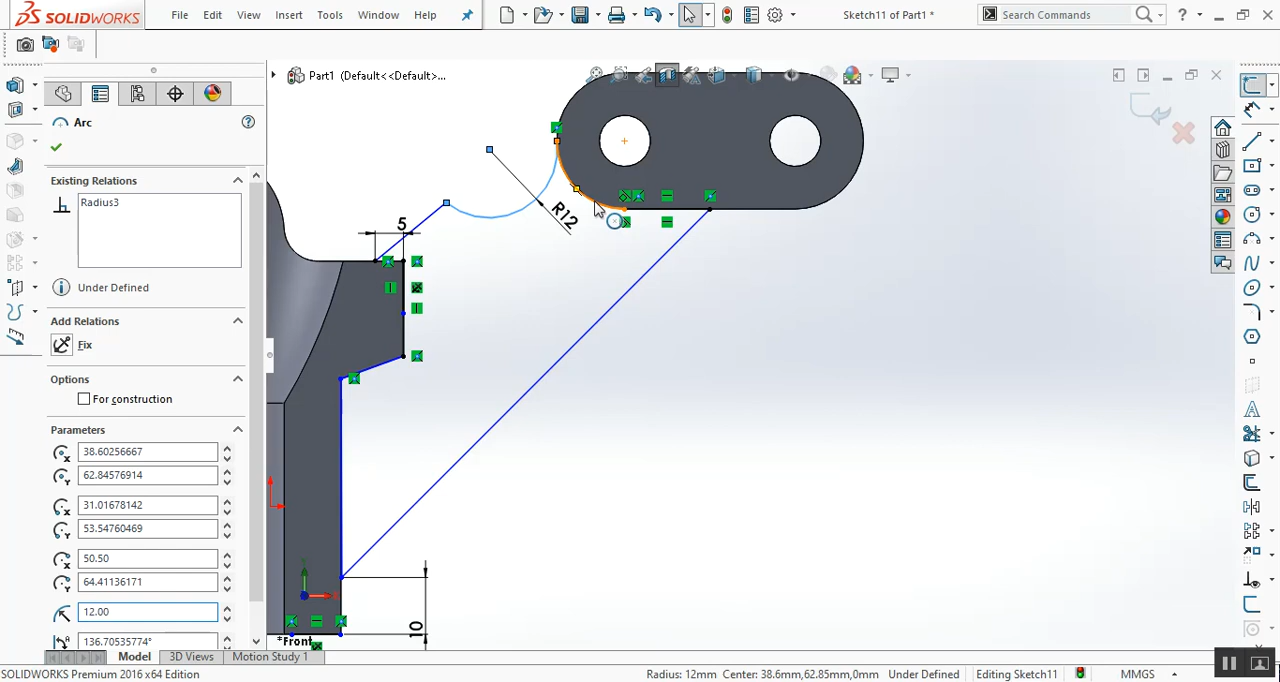 SOLIDWORKS
File Edit View Insert Tools Window Help
Sketch11 of Part1 *
Search Commands
?
Part1 (Default<<Default>...
Arc
Existing Relations
Radius3
Under Defined
Add Relations
Fix
Options
For construction
Parameters
38.60256667
62.84576914
31.01678142
53.54760469
50.50
64.41136171
12.00
136.70535774°
R12
5
10
*Front
Model 3D Views Motion Study 1
SOLIDWORKS Premium 2016 x64 Edition
Radius: 12mm Center: 38.6mm,62.85mm,0mm Under Defined Editing Sketch11 MMGS